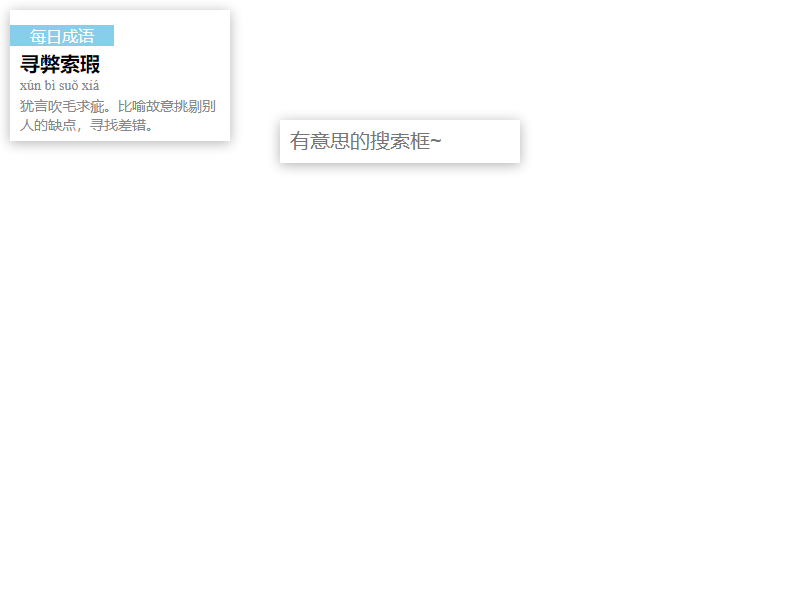 每日成语
寻弊索瑕
xún bì suǒ xiá
犹言吹毛求疵。比喻故意挑剔别
人的缺点，寻找差错。
有意思的搜索框~